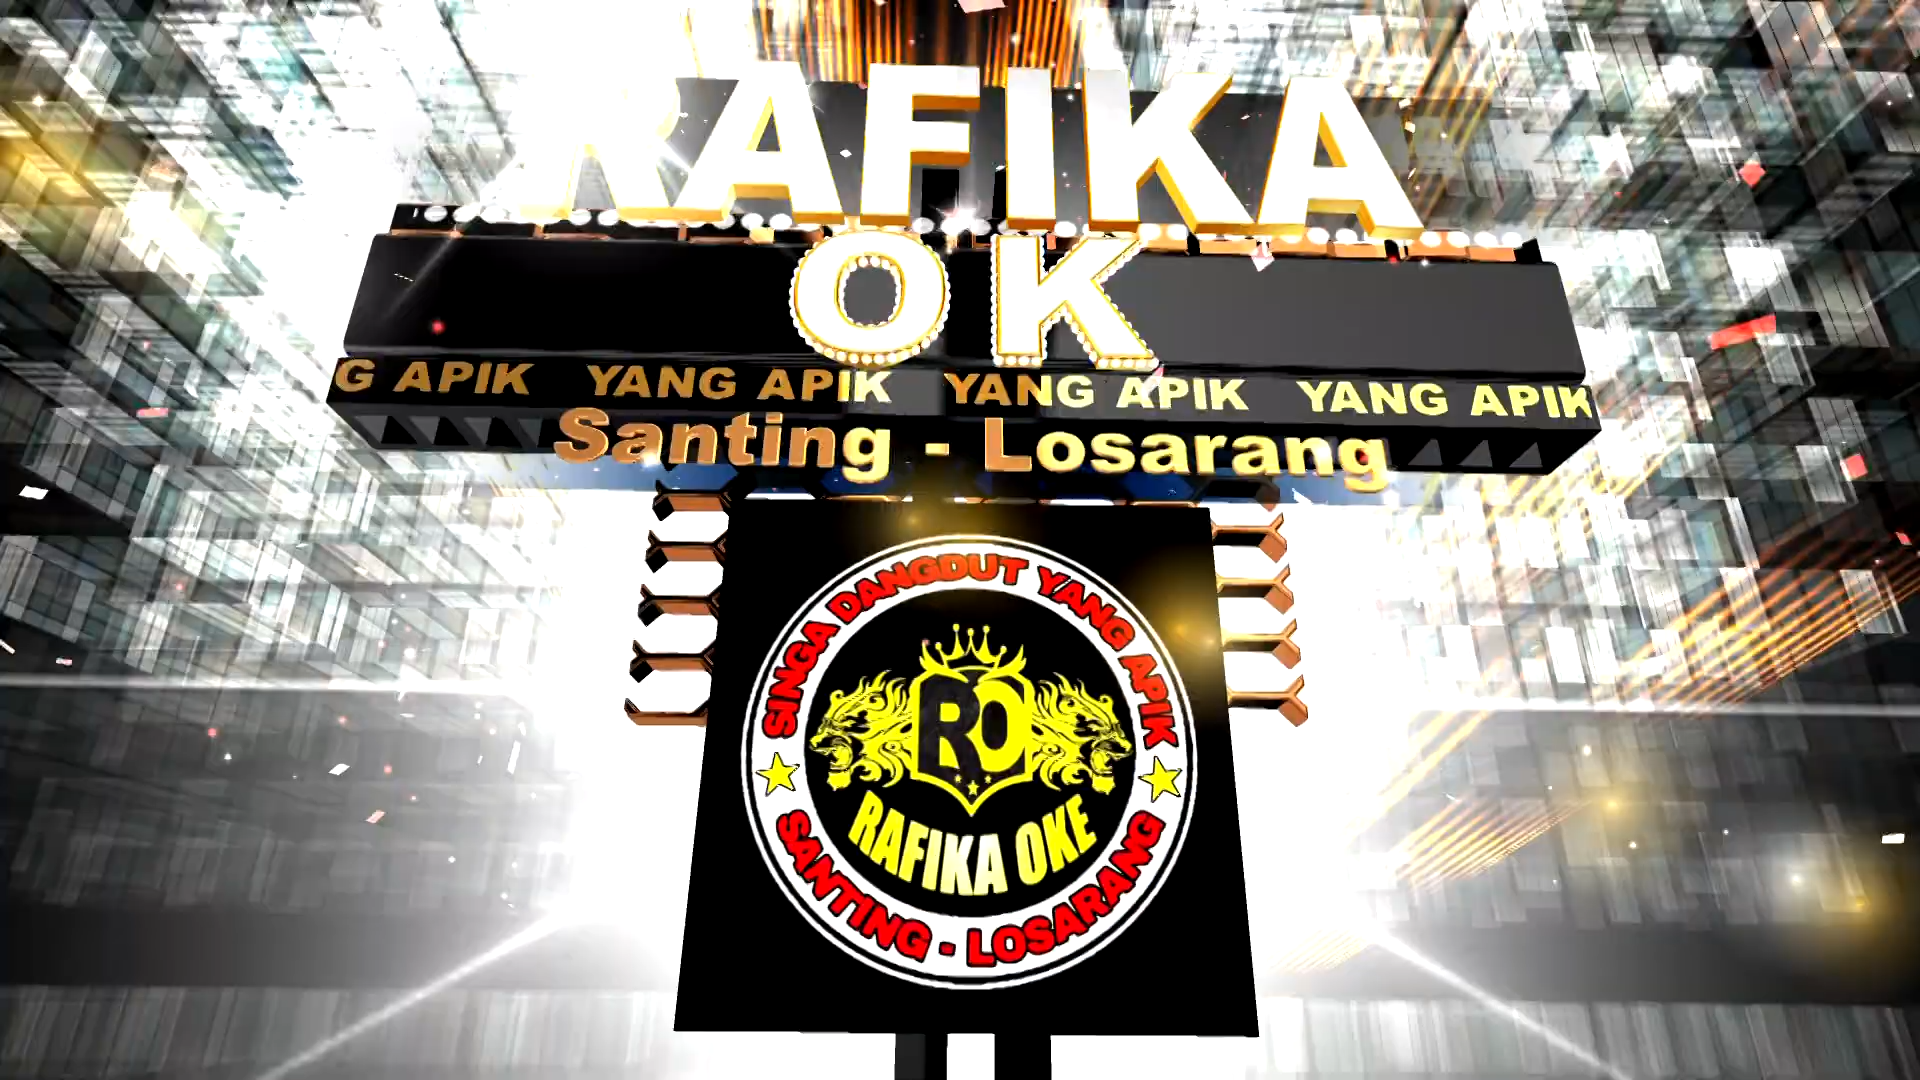 RAFIKA
OK
G APIK YANG APIK YANG APIK YANG APIK
Santing - Losarang
SINGA DANGDUT YANG APIK
RO
RAFIKA OKE
SANTING - LOSARANG